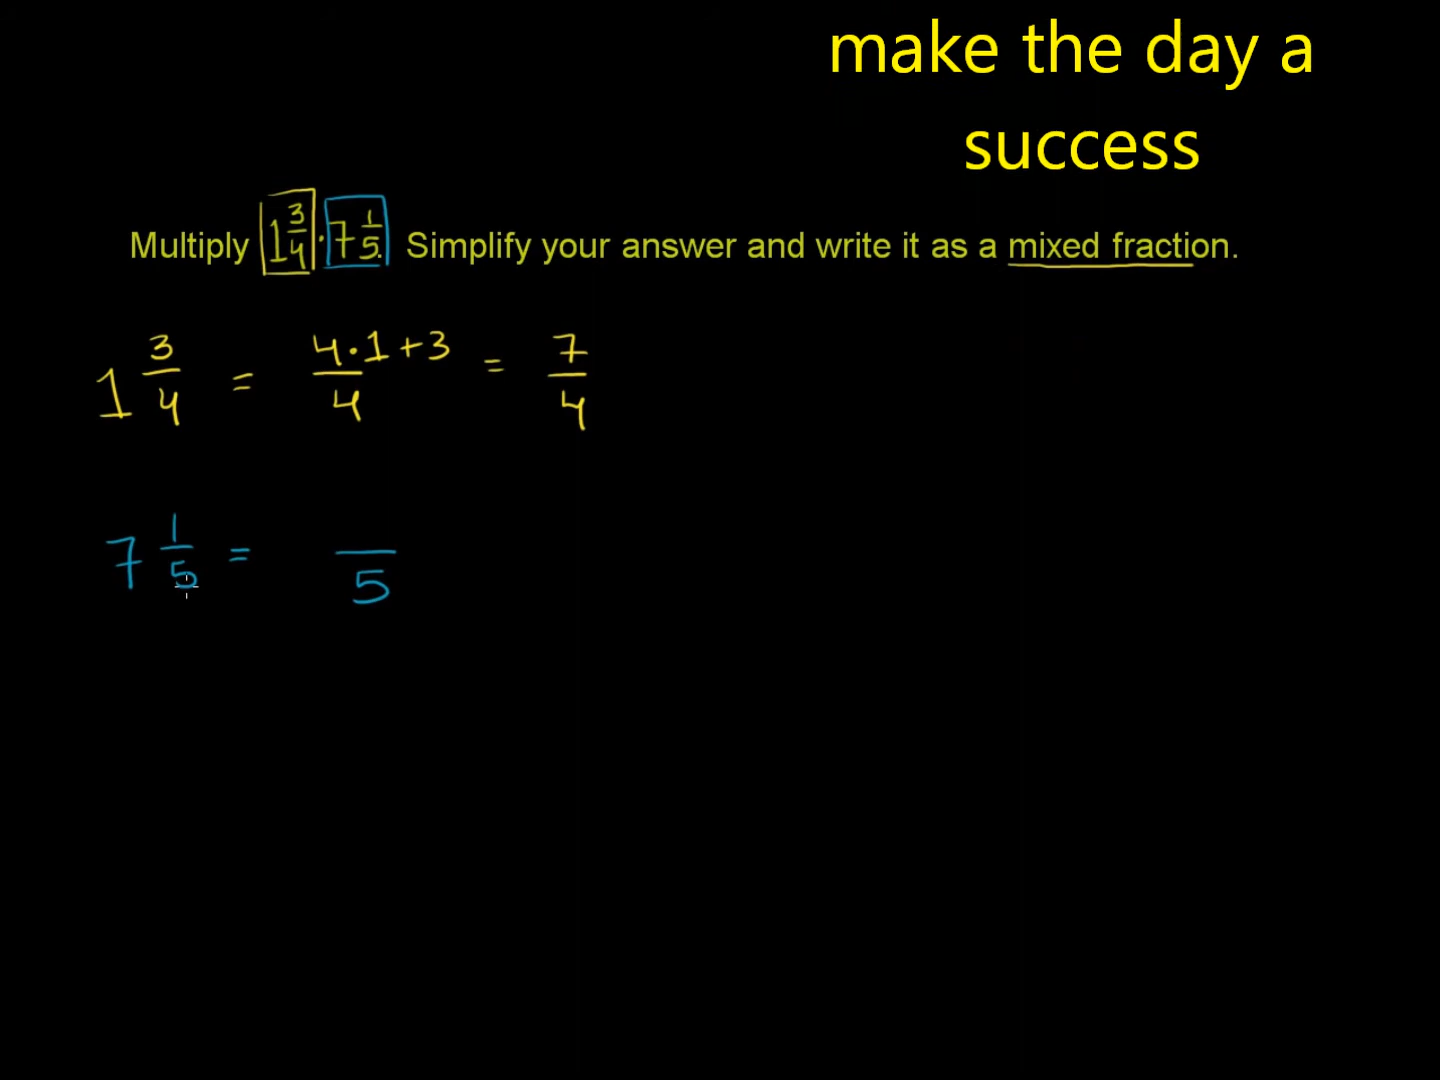 make the day a
success
Multiply 1 3/4 · 7 1/5. Simplify your answer and write it as a mixed fraction.
1 3/4 = 4·1+3/4 = 7/4
7 1/5 = /5